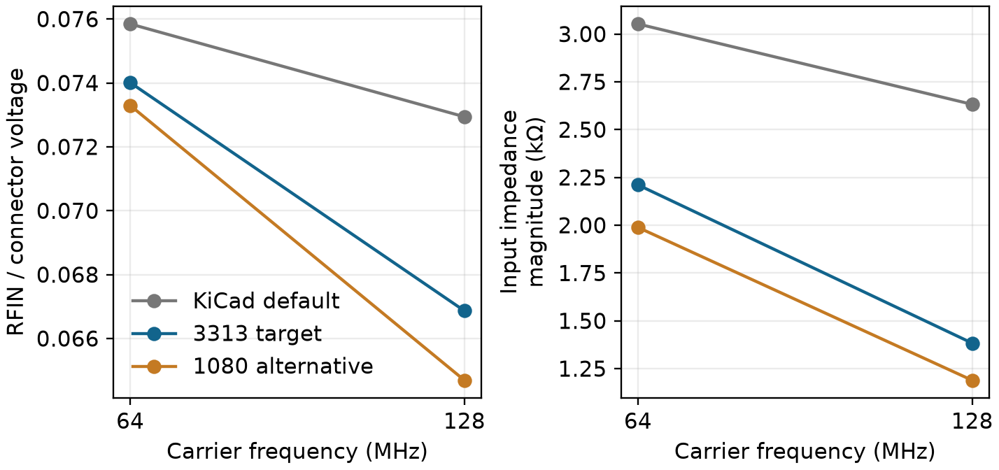 RFIN / connector voltage
0.076
0.074
0.072
0.070
0.068
0.066
KiCad default
3313 target
1080 alternative
64
128
Carrier frequency (MHz)
Input impedance
magnitude (kΩ)
3.00
2.75
2.50
2.25
2.00
1.75
1.50
1.25
64
128
Carrier frequency (MHz)